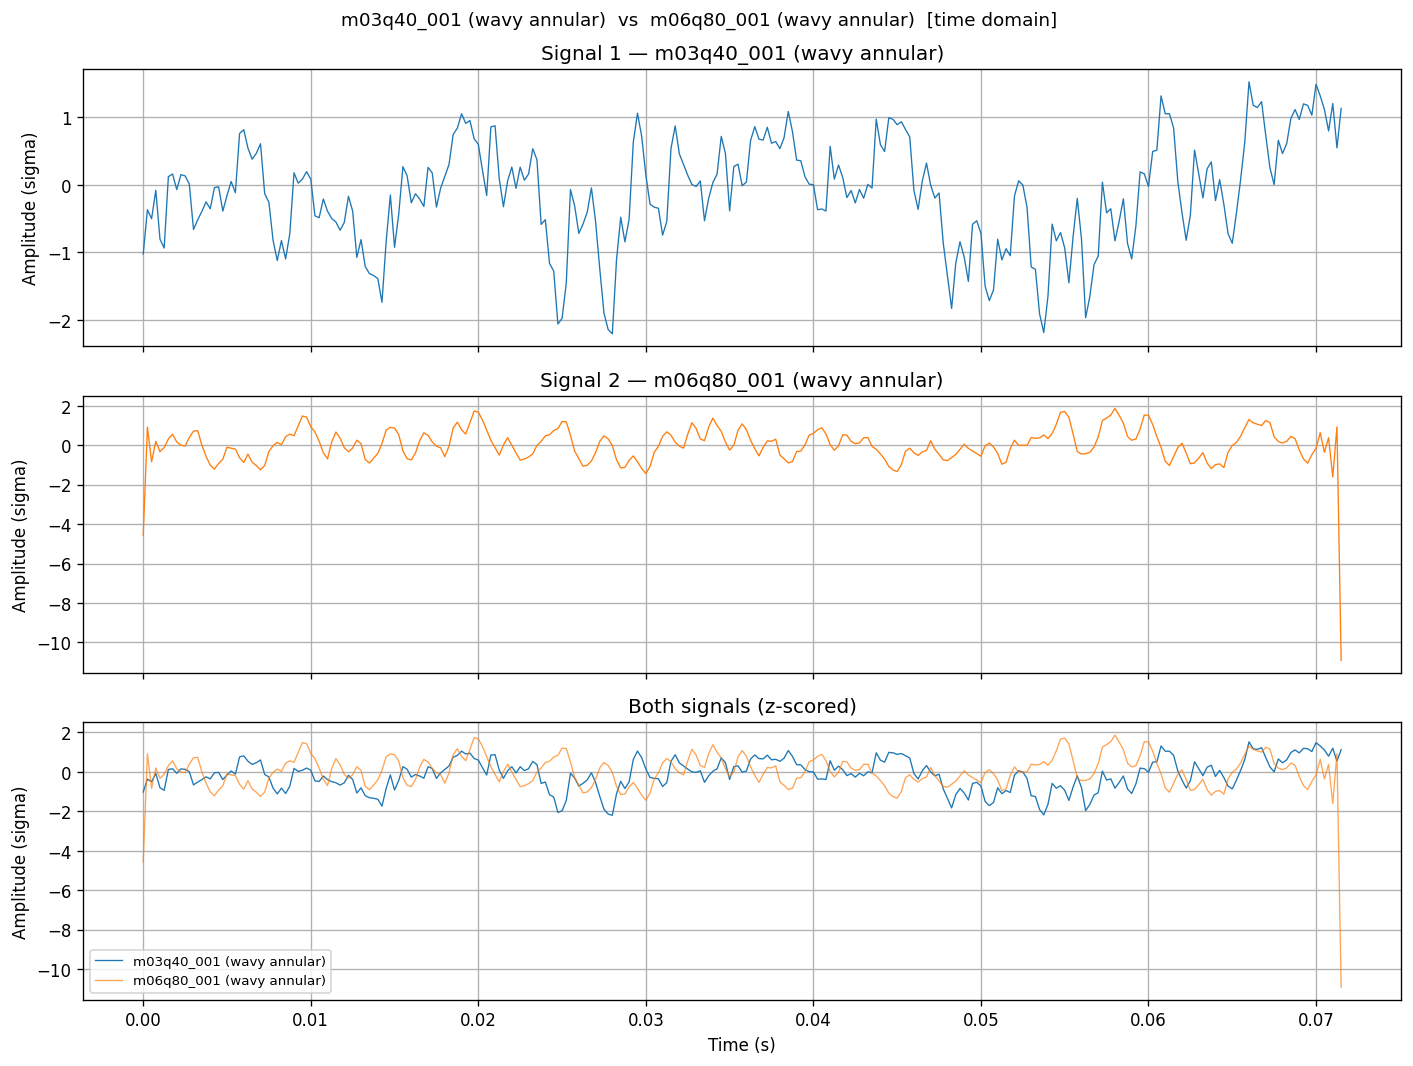 m03q40_001 (wavy annular)  vs  m06q80_001 (wavy annular)  [time domain]
Signal 1 — m03q40_001 (wavy annular)
Amplitude (sigma)
1
0
−1
−2
Signal 2 — m06q80_001 (wavy annular)
Amplitude (sigma)
2
0
−2
−4
−6
−8
−10
Both signals (z-scored)
Amplitude (sigma)
2
0
−2
−4
−6
−8
−10
m03q40_001 (wavy annular)
m06q80_001 (wavy annular)
0.00 0.01 0.02 0.03 0.04 0.05 0.06 0.07
Time (s)